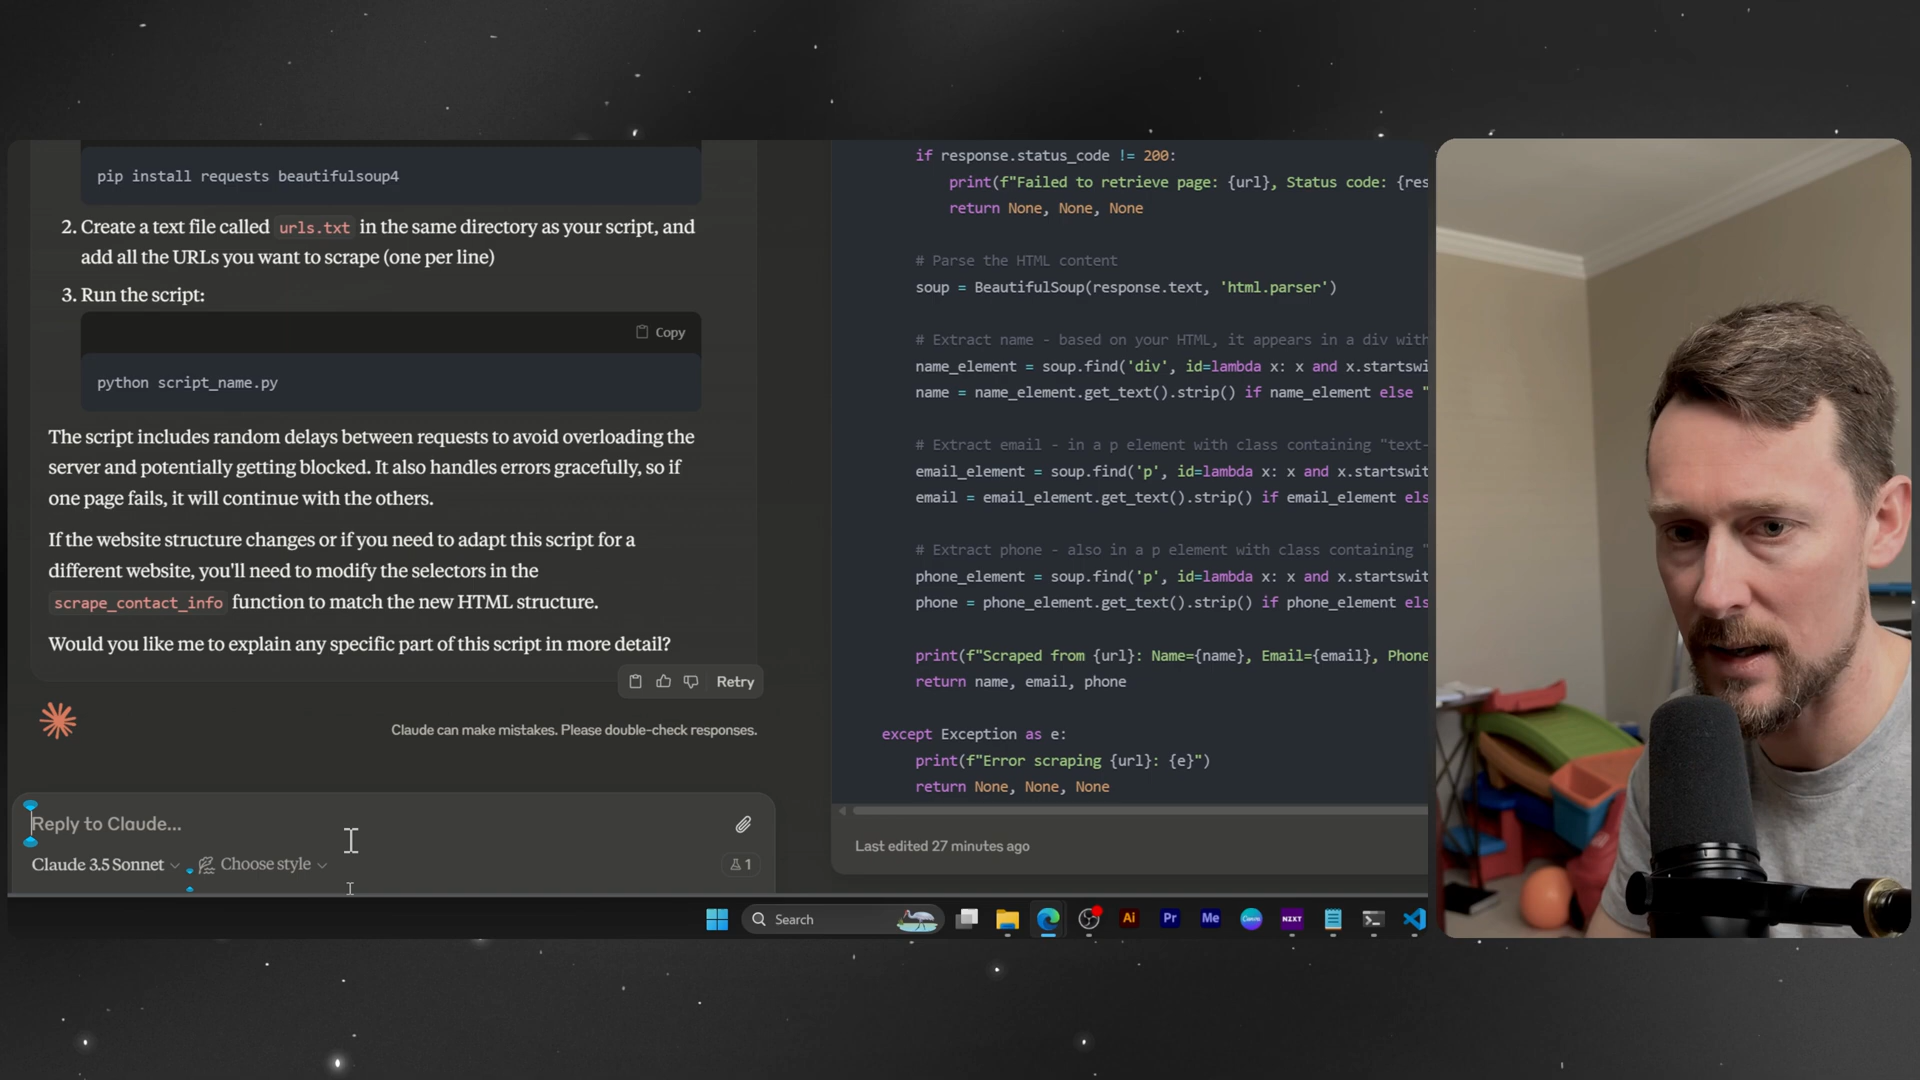 pip install requests beautifulsoup4
2. Create a text file called urls.txt in the same directory as your script, and
add all the URLs you want to scrape (one per line)
3. Run the script:
Copy
python script_name.py
The script includes random delays between requests to avoid overloading the
server and potentially getting blocked. It also handles errors gracefully, so if
one page fails, it will continue with the others.
If the website structure changes or if you need to adapt this script for a
different website, you'll need to modify the selectors in the
scrape_contact_info function to match the new HTML structure.
Would you like me to explain any specific part of this script in more detail?
Retry
Claude can make mistakes. Please double-check responses.
Reply to Claude...
Claude 3.5 Sonnet
Choose style
1
if response.status_code != 200:
print(f"Failed to retrieve page: {url}, Status code: {res
return None, None, None
# Parse the HTML content
soup = BeautifulSoup(response.text, 'html.parser')
# Extract name - based on your HTML, it appears in a div with
name_element = soup.find('div', id=lambda x: x and x.startswi
name = name_element.get_text().strip() if name_element else "
# Extract email - in a p element with class containing "text-
email_element = soup.find('p', id=lambda x: x and x.startswit
email = email_element.get_text().strip() if email_element els
# Extract phone - also in a p element with class containing "
phone_element = soup.find('p', id=lambda x: x and x.startswit
phone = phone_element.get_text().strip() if phone_element els
print(f"Scraped from {url}: Name={name}, Email={email}, Phone
return name, email, phone
except Exception as e:
print(f"Error scraping {url}: {e}")
return None, None, None
Last edited 27 minutes ago
Search
Ai
Pr
Me
Canva
NZXT